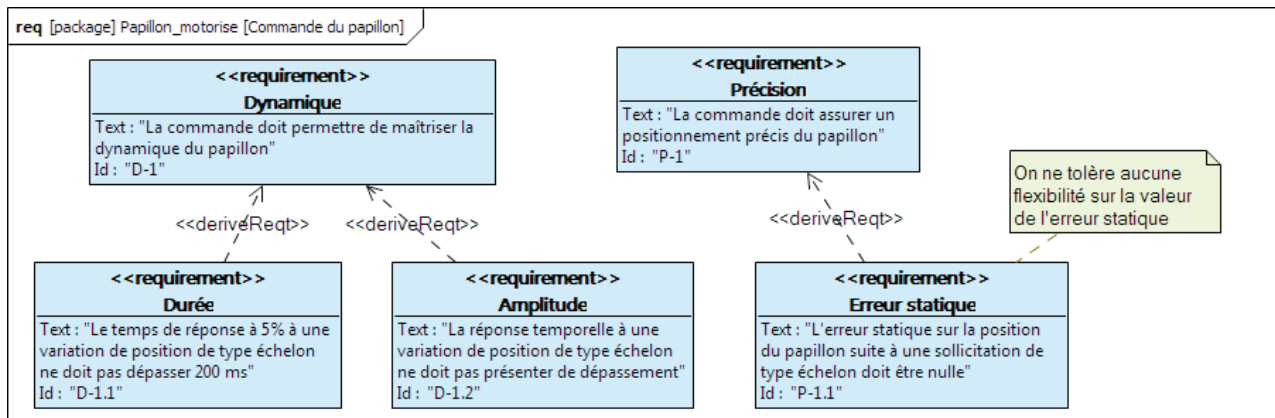 req [package] Papillon_motorise [Commande du papillon]
<<requirement>>
Dynamique
Text : "La commande doit permettre de maîtriser la
dynamique du papillon"
Id : "D-1"
<<requirement>>
Précision
Text : "La commande doit assurer un
positionnement précis du papillon"
Id : "P-1"
On ne tolère aucune
flexibilité sur la valeur
de l'erreur statique
<<deriveReqt>>
<<deriveReqt>>
<<deriveReqt>>
<<requirement>>
Durée
Text : "Le temps de réponse à 5% à une
variation de position de type échelon
ne doit pas dépasser 200 ms"
Id : "D-1.1"
<<requirement>>
Amplitude
Text : "La réponse temporelle à une
variation de position de type échelon
ne doit pas présenter de dépassement"
Id : "D-1.2"
<<requirement>>
Erreur statique
Text : "L'erreur statique sur la position
du papillon suite à une sollicitation de
type échelon doit être nulle"
Id : "P-1.1"